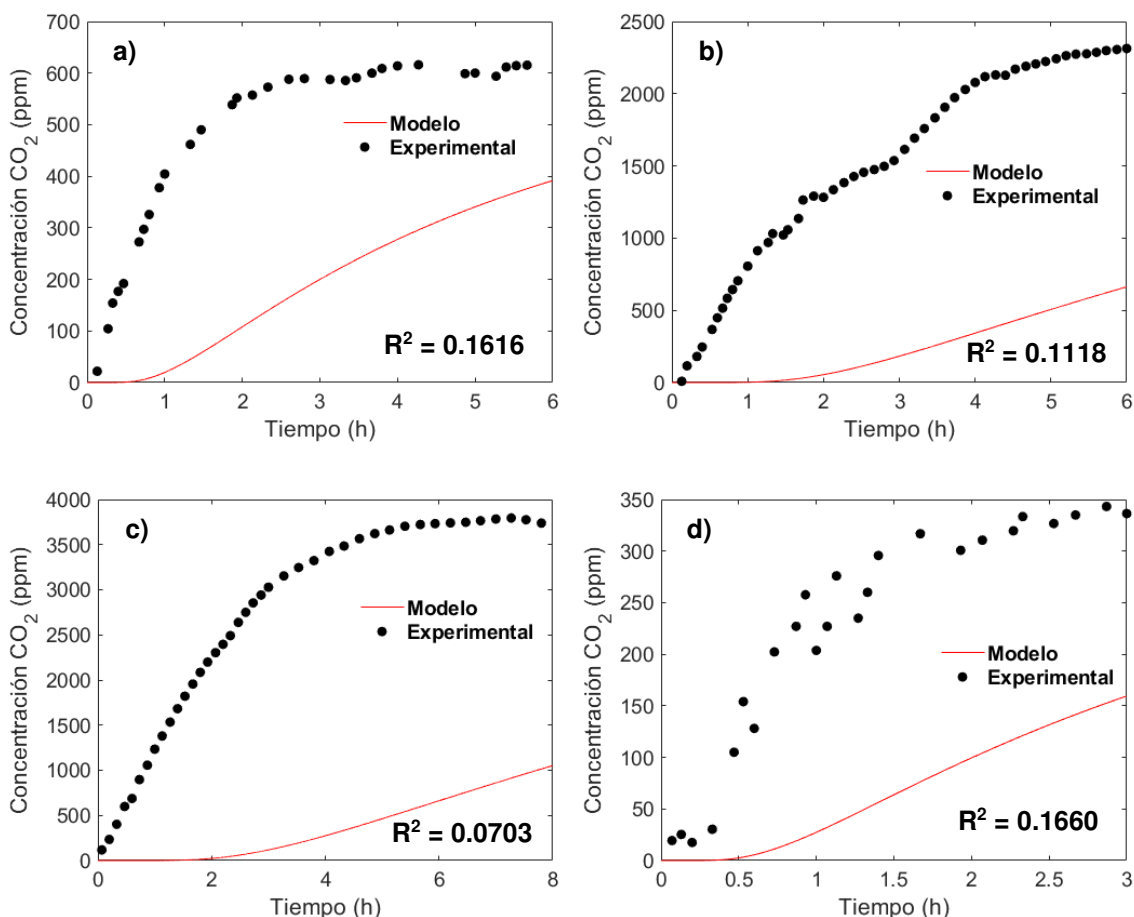 a)
Concentración CO2 (ppm)
700
600
500
400
300
200
100
0
Modelo
Experimental
R2 = 0.1616
0 1 2 3 4 5 6
Tiempo (h)
b)
Concentración CO2 (ppm)
2500
2000
1500
1000
500
0
Modelo
Experimental
R2 = 0.1118
0 1 2 3 4 5 6
Tiempo (h)
c)
Concentración CO2 (ppm)
4000
3500
3000
2500
2000
1500
1000
500
0
Modelo
Experimental
R2 = 0.0703
0 2 4 6 8
Tiempo (h)
d)
Concentración CO2 (ppm)
350
300
250
200
150
100
50
0
Modelo
Experimental
R2 = 0.1660
0 0.5 1 1.5 2 2.5 3
Tiempo (h)